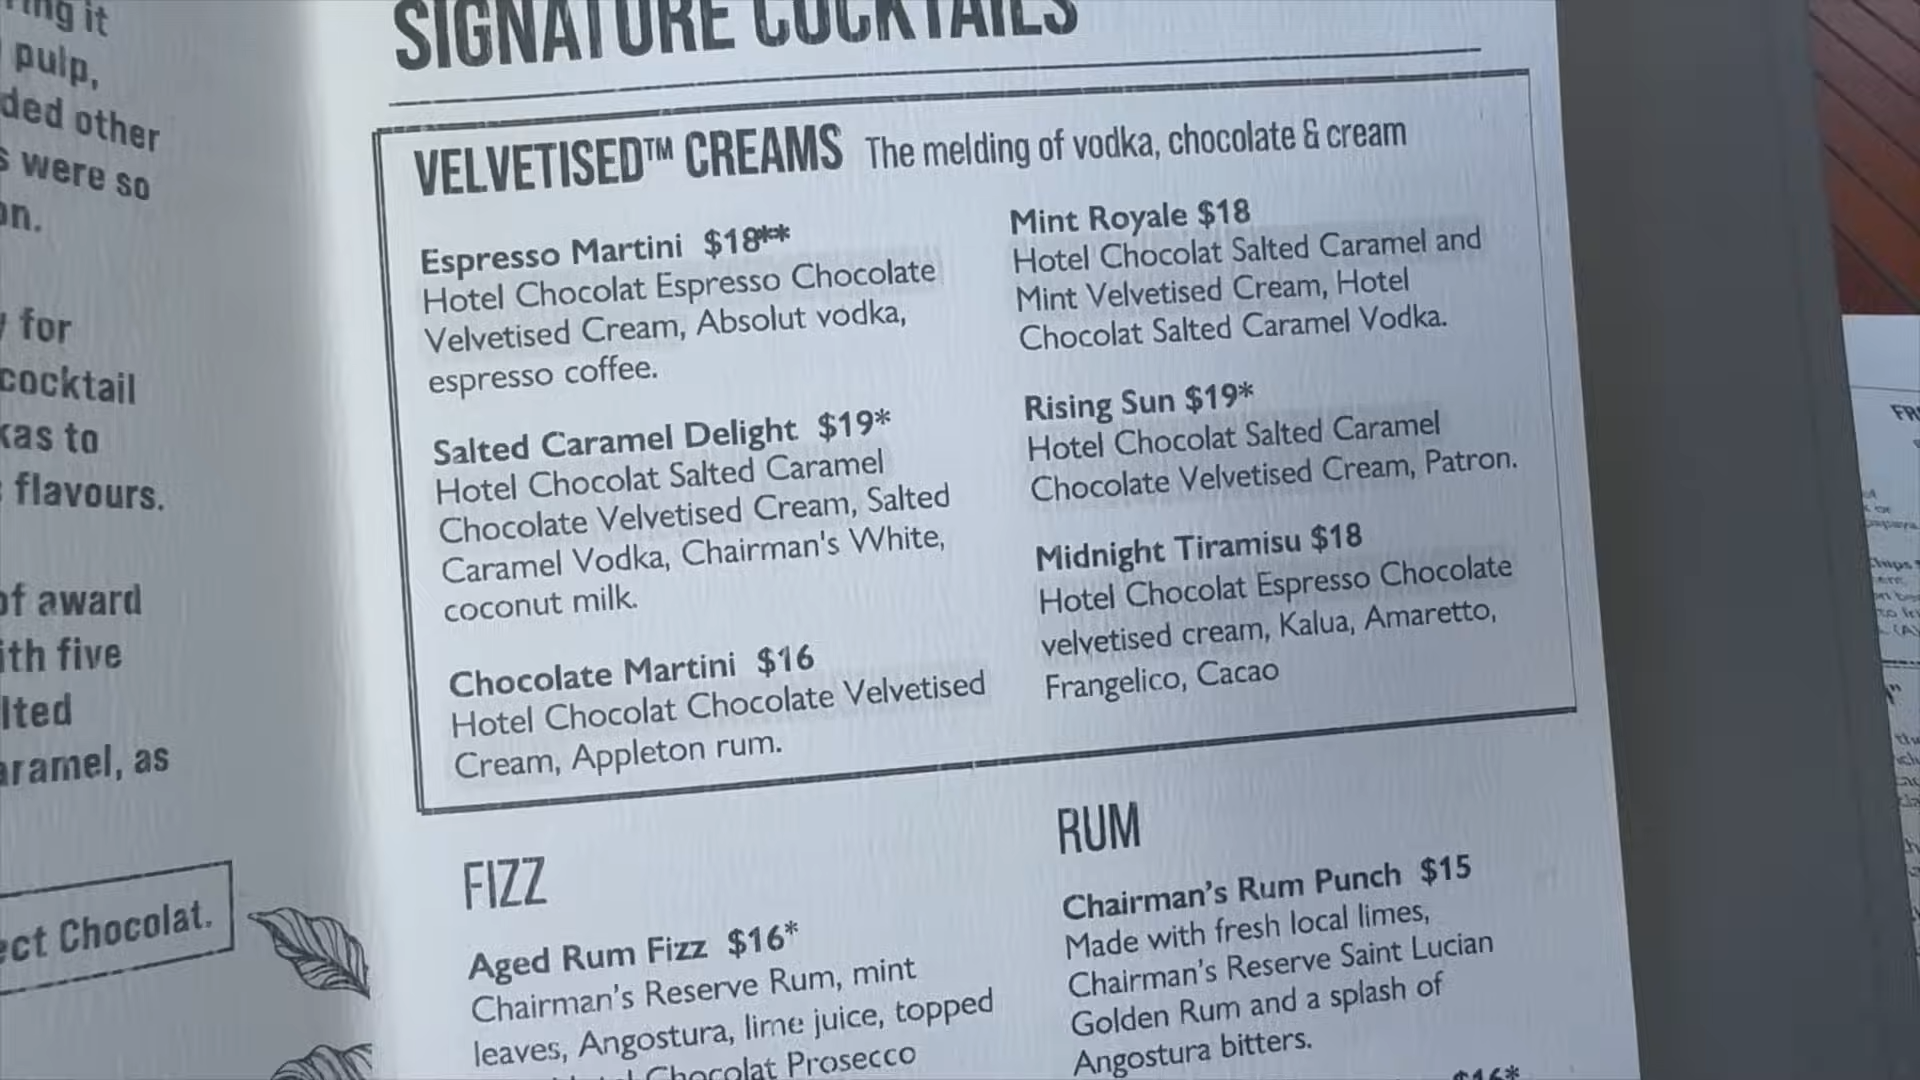 ing it
pulp,
ded other
s were so
on.
for
cocktail
kas to
flavours.
of award
ith five
lted
aramel, as
ect Chocolat.
SIGNATURE COCKTAILS
VELVETISED™ CREAMS The melding of vodka, chocolate & cream
Espresso Martini $18**
Hotel Chocolat Espresso Chocolate
Velvetised Cream, Absolut vodka,
espresso coffee.
Salted Caramel Delight $19*
Hotel Chocolat Salted Caramel
Chocolate Velvetised Cream, Salted
Caramel Vodka, Chairman's White,
coconut milk.
Chocolate Martini $16
Hotel Chocolat Chocolate Velvetised
Cream, Appleton rum.
Mint Royale $18
Hotel Chocolat Salted Caramel and
Mint Velvetised Cream, Hotel
Chocolat Salted Caramel Vodka.
Rising Sun $19*
Hotel Chocolat Salted Caramel
Chocolate Velvetised Cream, Patron.
Midnight Tiramisu $18
Hotel Chocolat Espresso Chocolate
velvetised cream, Kalua, Amaretto,
Frangelico, Cacao
FIZZ
Aged Rum Fizz $16*
Chairman's Reserve Rum, mint
leaves, Angostura, lime juice, topped
Chocolat Prosecco
RUM
Chairman's Rum Punch $15
Made with fresh local limes,
Chairman's Reserve Saint Lucian
Golden Rum and a splash of
Angostura bitters.
$16*